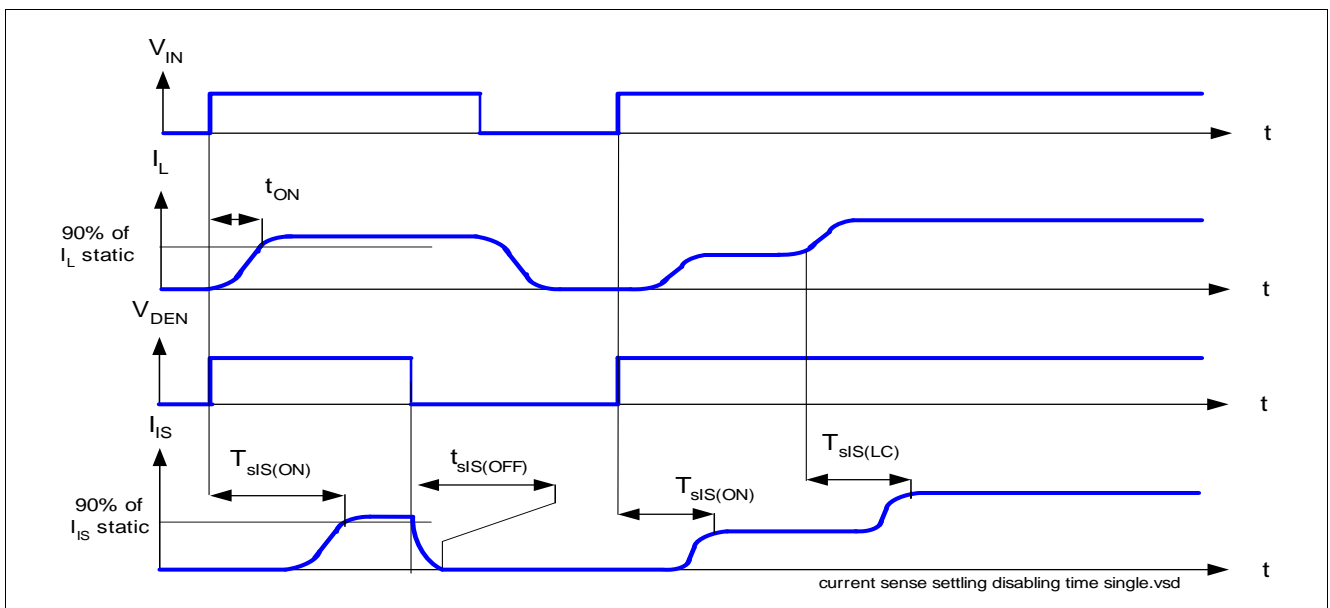 V_IN
t
I_L
t_ON
90% of
I_L static
t
V_DEN
t
I_IS
T_sIS(ON)
t_sIS(OFF)
T_sIS(ON)
T_sIS(LC)
90% of
I_IS static
t
current sense settling disabling time single.vsd